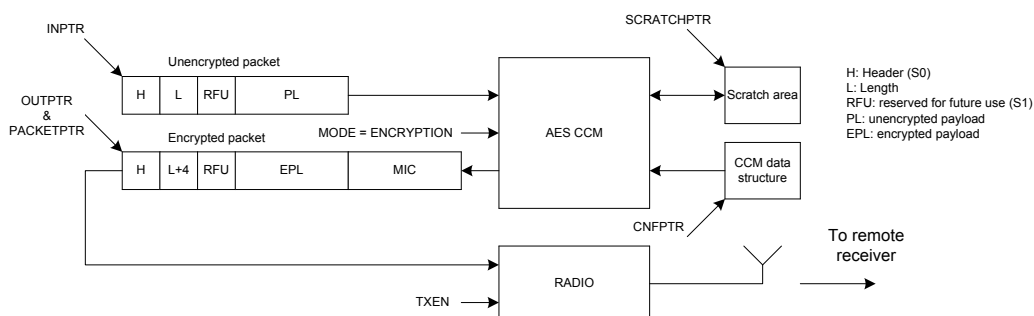 SCRATCHPTR
INPTR
Unencrypted packet
H L RFU PL
OUTPTR
&
PACKETPTR
MODE = ENCRYPTION
Encrypted packet
H L+4 RFU EPL MIC
AES CCM
Scratch area
CCM data
structure
CNFPTR
H: Header (S0)
L: Length
RFU: reserved for future use (S1)
PL: unencrypted payload
EPL: encrypted payload
To remote
receiver
RADIO
TXEN